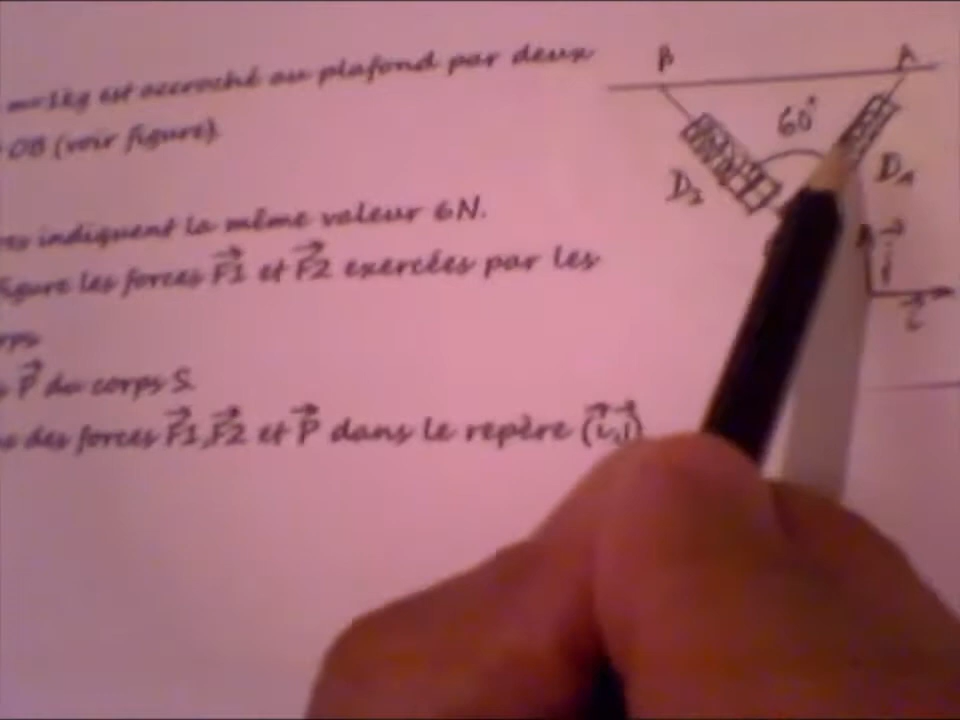 m=1kg est accroché au plafond par deux
OB (voir figure).
indiquent la même valeur 6N.
figure les forces F1 et F2 exercées par les
P du corps S.
des forces F1,F2 et P dans le repère (i,j)
B
A
60°
D2
D1
j
i